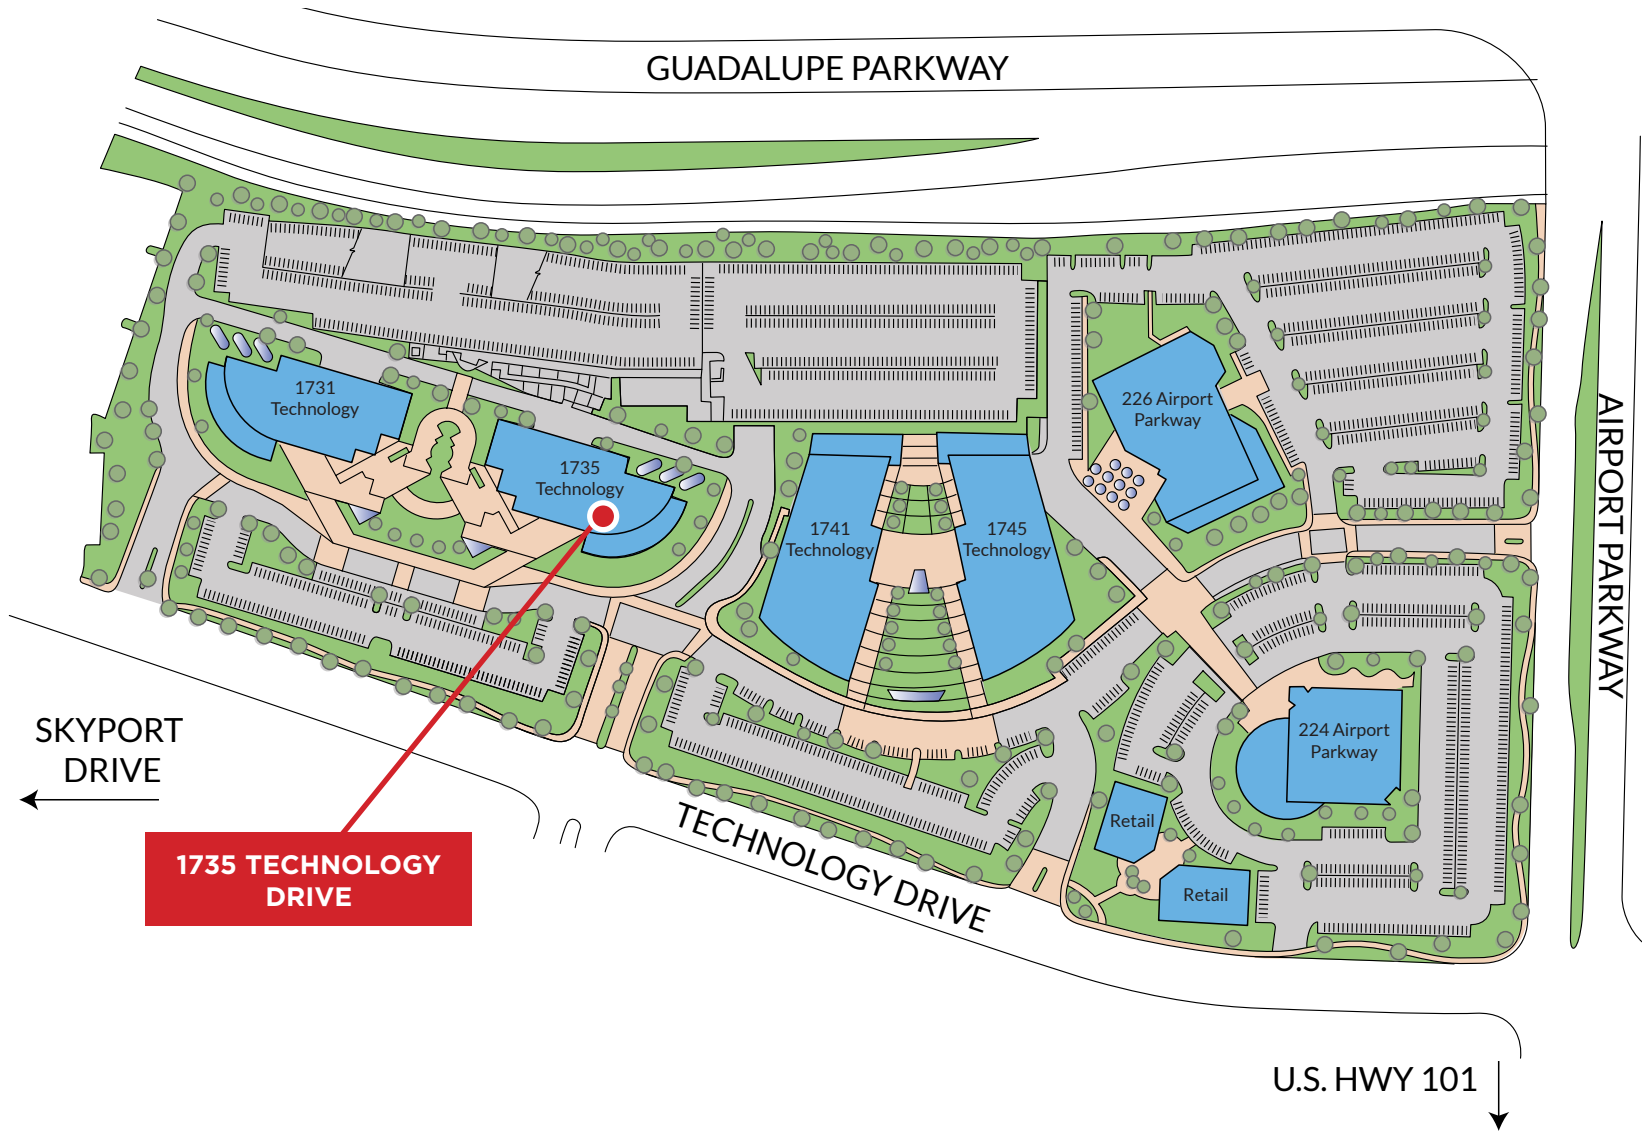 GUADALUPE PARKWAY
1731
Technology
1735
Technology
1741
Technology
1745
Technology
226 Airport
Parkway
AIRPORT PARKWAY
224 Airport
Parkway
Retail
Retail
SKYPORT
DRIVE
1735 TECHNOLOGY
DRIVE
TECHNOLOGY DRIVE
U.S. HWY 101